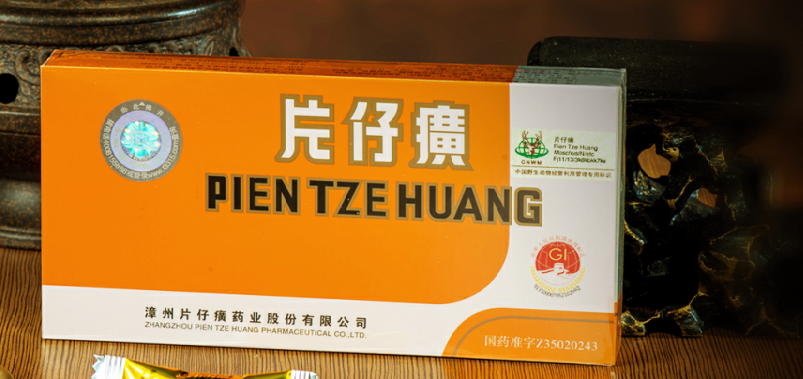 片仔癀
PIEN TZE HUANG
漳州片仔癀药业股份有限公司
ZHANGZHOU PIEN TZE HUANG PHARMACEUTICAL CO.,LTD.
片仔癀
Pien Tze Huang
CNWM
中国野生动物经营利用管理专用标识
GI
国药准字Z35020243